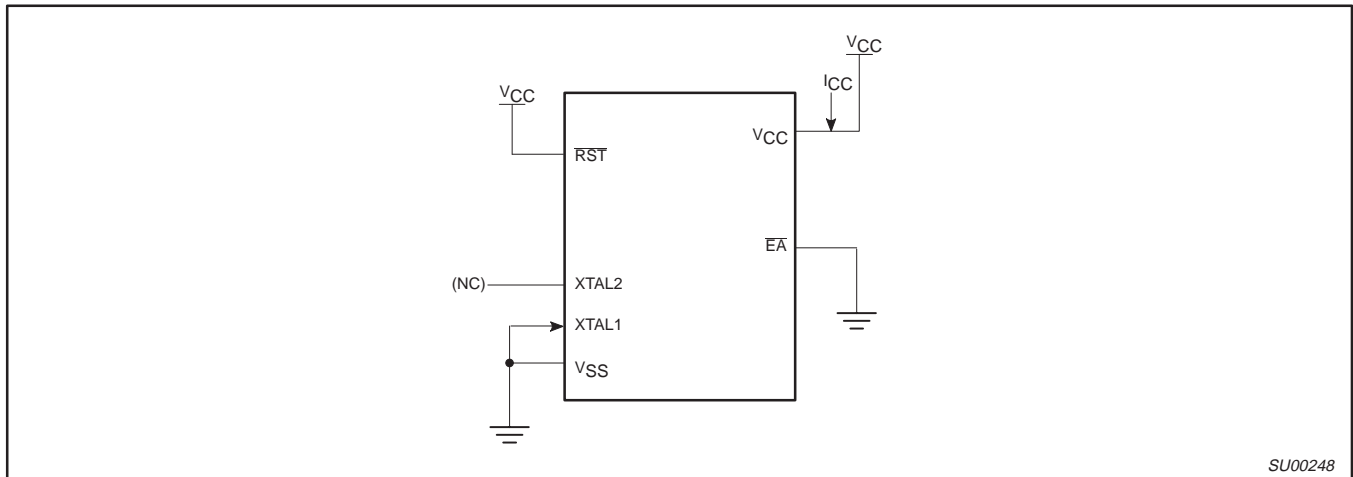 VCC
ICC
VCC
VCC
RST
EA
(NC)
XTAL2
XTAL1
VSS
SU00248